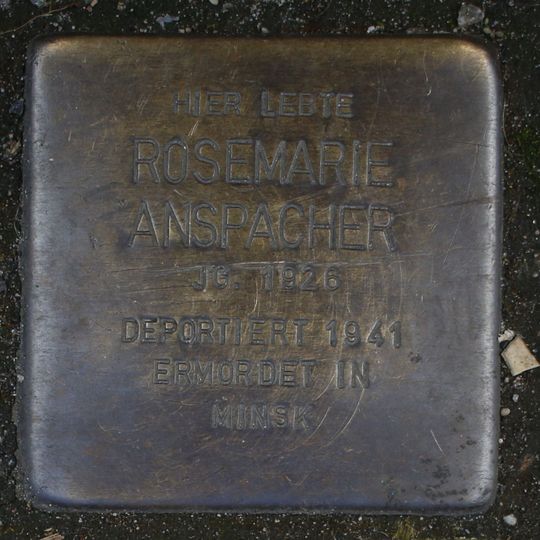 HIER LEBTE
ROSEMARIE
ANSPACHER
JG. 1926
DEPORTIERT 1941
ERMORDET IN
MINSK